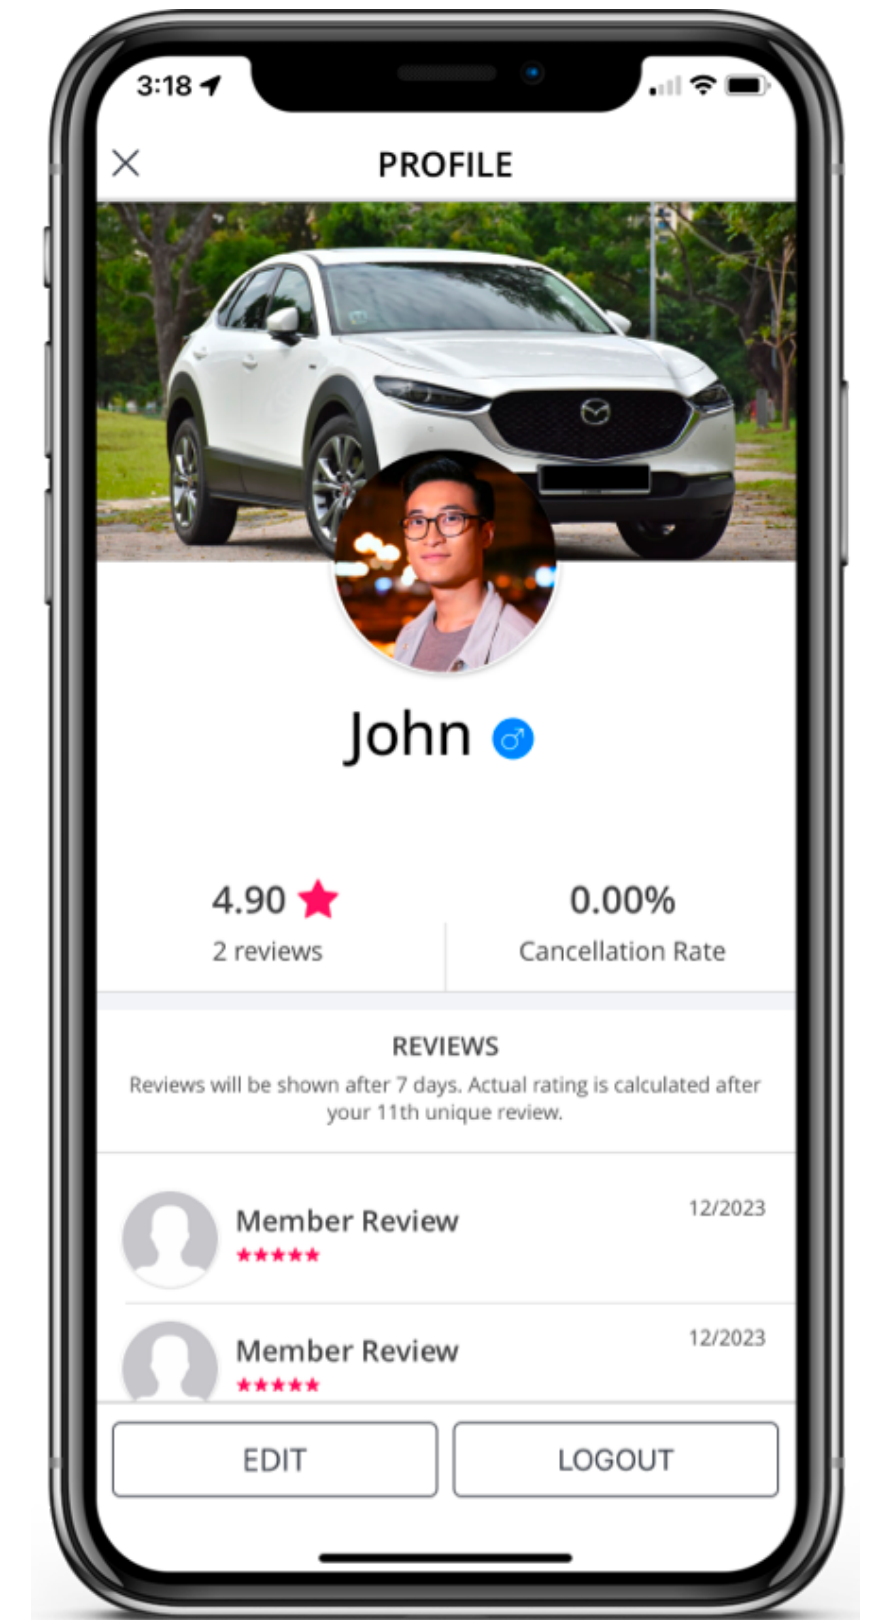 3:18
PROFILE
John
4.90
2 reviews
0.00%
Cancellation Rate
REVIEWS
Reviews will be shown after 7 days. Actual rating is calculated after
your 11th unique review.
Member Review
12/2023
Member Review
12/2023
EDIT
LOGOUT